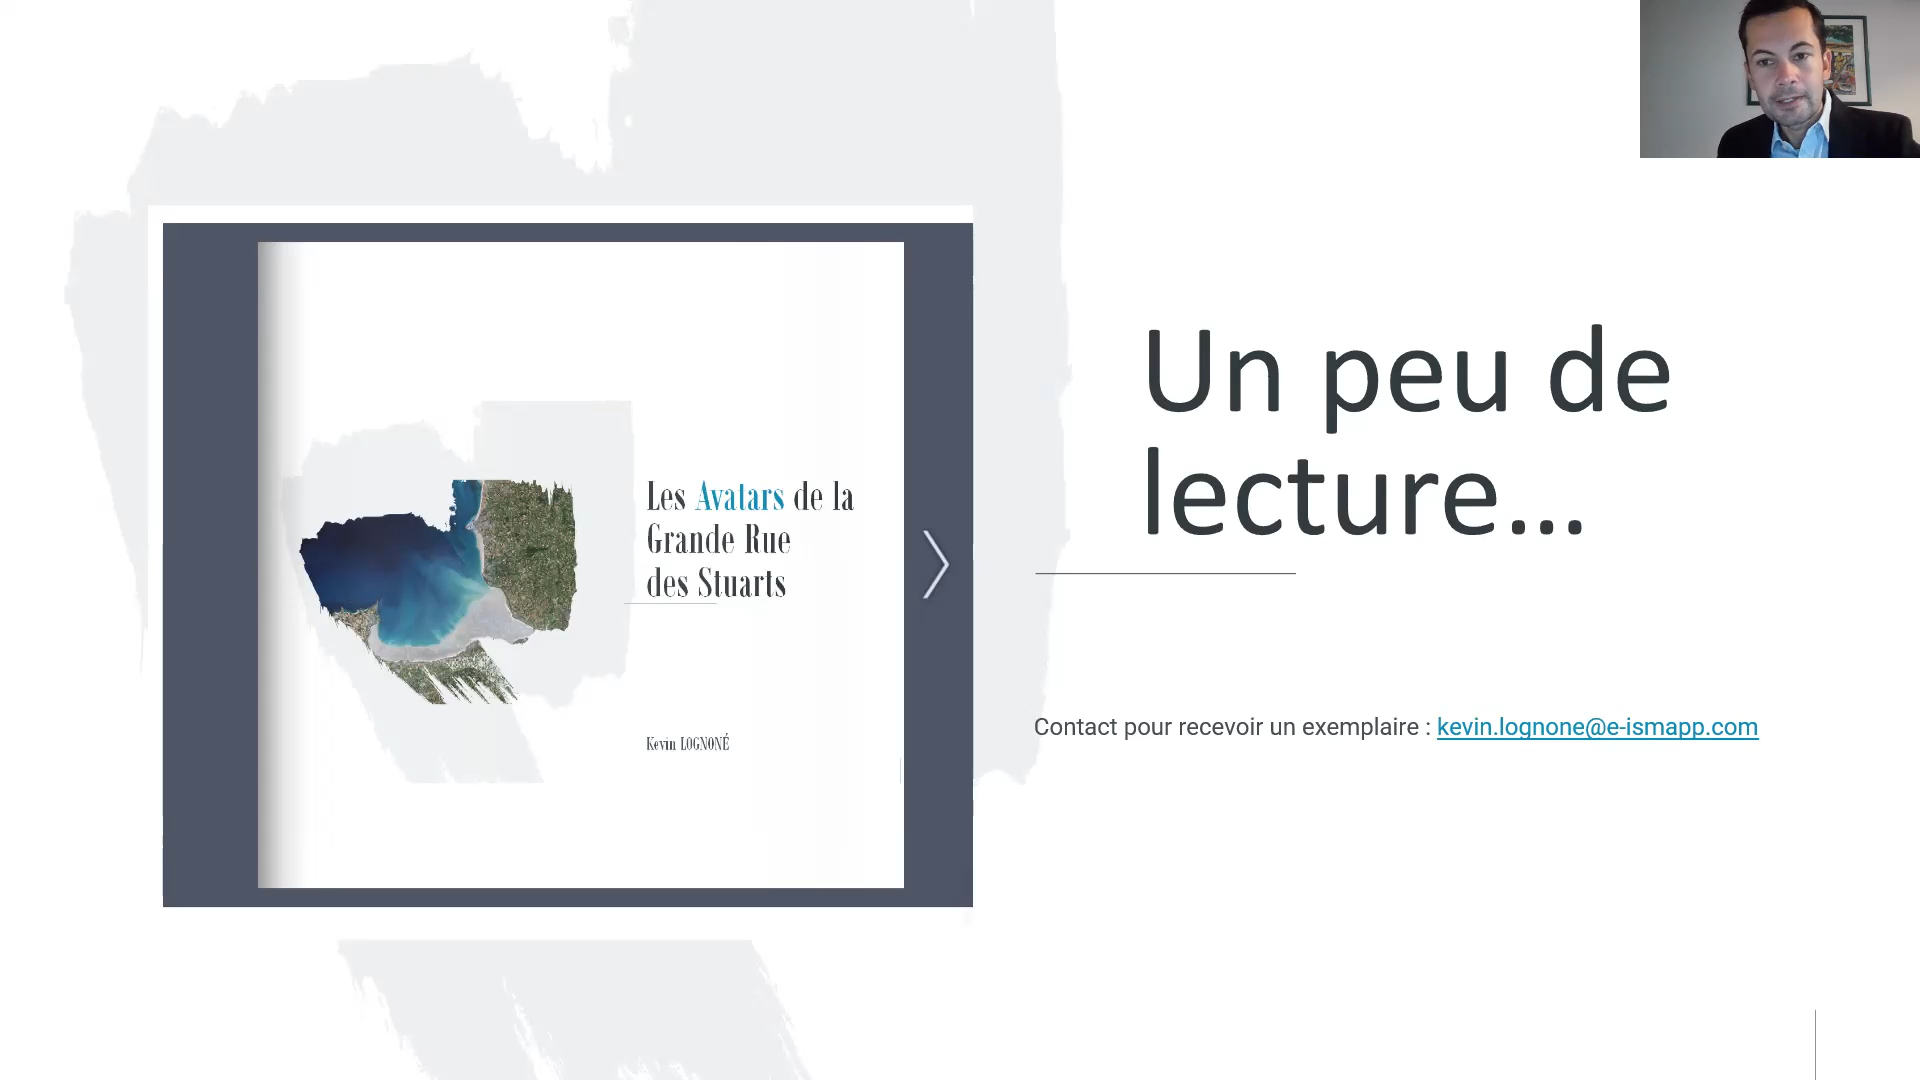 Les Avatars de la
Grande Rue
des Stuarts
Kevin LOGNONÉ
Un peu de
lecture...
Contact pour recevoir un exemplaire : kevin.lognone@e-ismapp.com